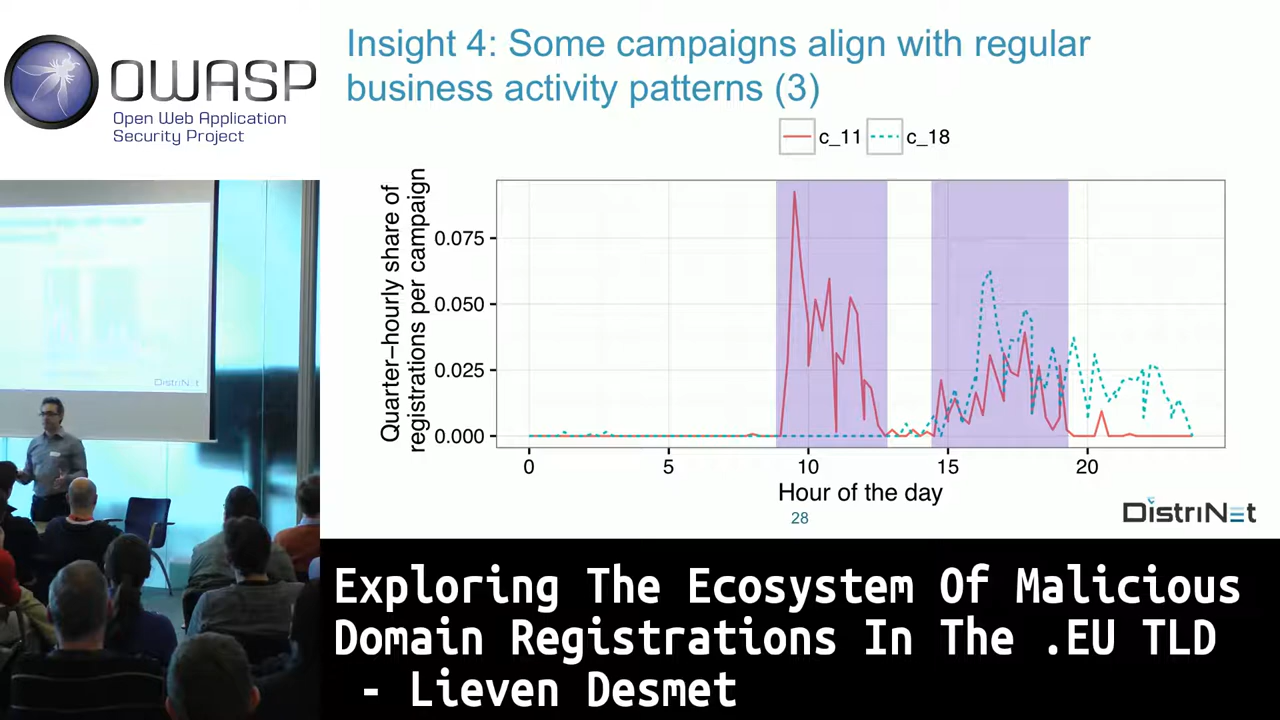 OWASP
Open Web Application
Security Project
Insight 4: Some campaigns align with regular
business activity patterns (3)
c_11 c_18
Quarter−hourly share of
registrations per campaign
0.075
0.050
0.025
0.000
0 5 10 15 20
Hour of the day
28
DistriNet
DistriNet
Exploring The Ecosystem Of Malicious
Domain Registrations In The .EU TLD
- Lieven Desmet